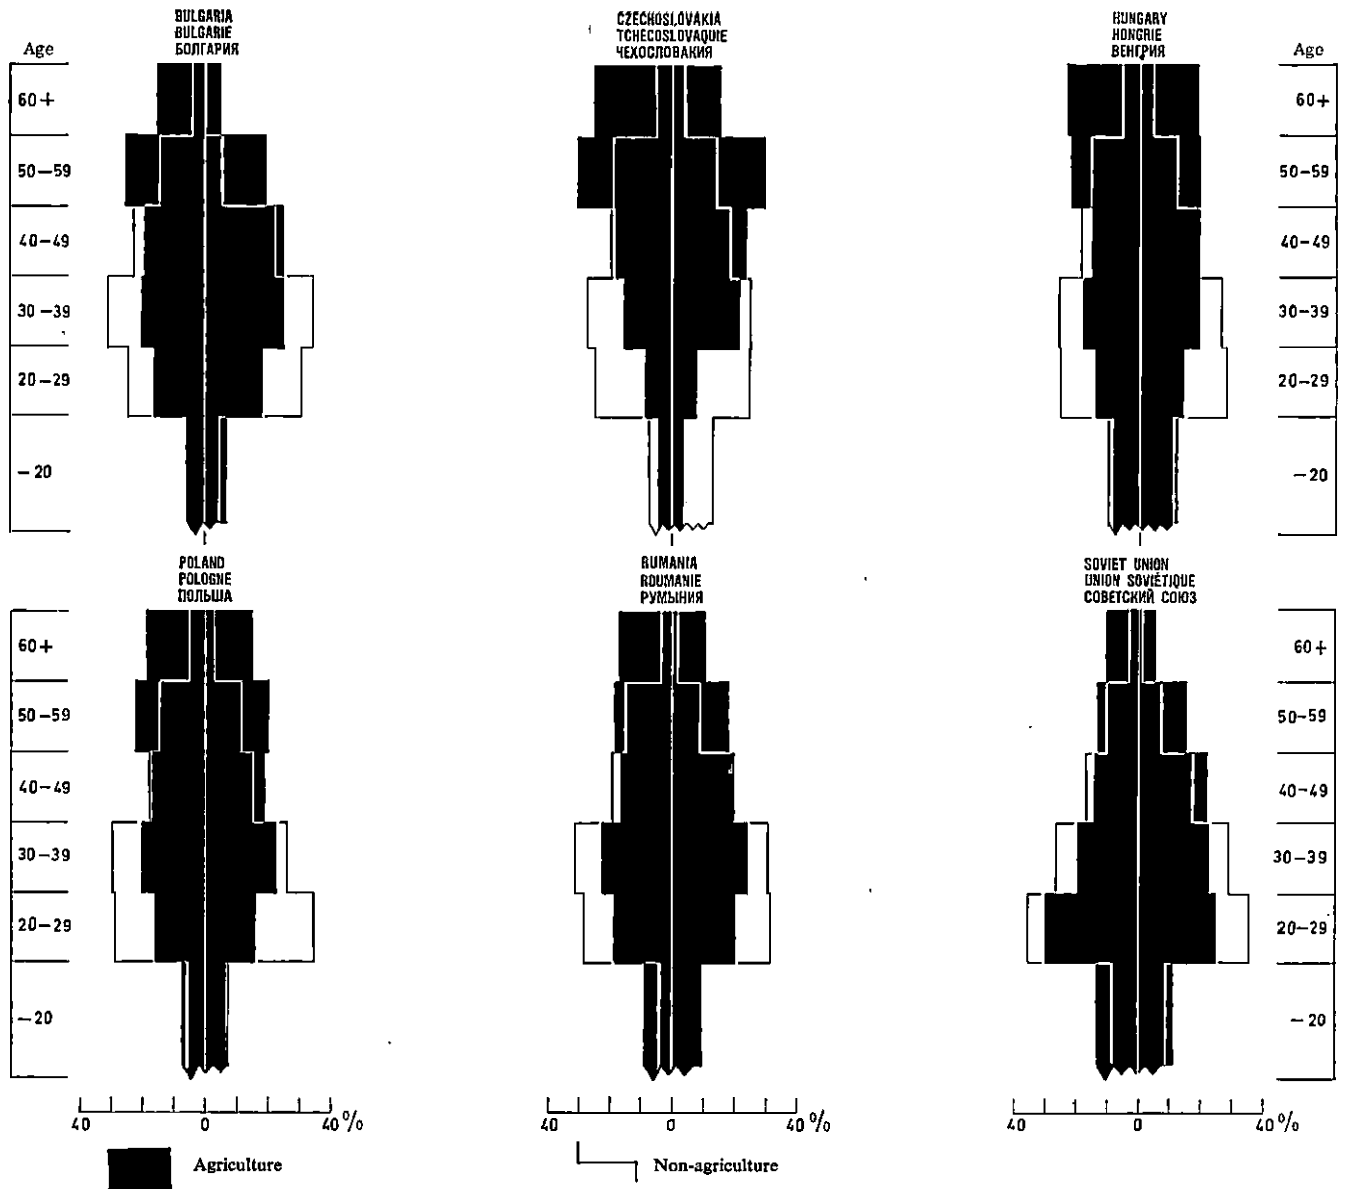 BULGARIA
BULGARIE
БОЛГАРИЯ
CZECHOSLOVAKIA
TCHÉCOSLOVAQUIE
ЧЕХОСЛОВАКИЯ
HUNGARY
HONGRIE
ВЕНГРИЯ
Age
60+
50–59
40–49
30–39
20–29
–20
Age
60+
50–59
40–49
30–39
20–29
–20
POLAND
POLOGNE
ПОЛЬША
RUMANIA
ROUMANIE
РУМЫНИЯ
SOVIET UNION
UNION SOVIÉTIQUE
СОВЕТСКИЙ СОЮЗ
60+
50–59
40–49
30–39
20–29
–20
60+
50–59
40–49
30–39
20–29
–20
40 0 40%
40 0 40%
40 0 40%
Agriculture
Non-agriculture